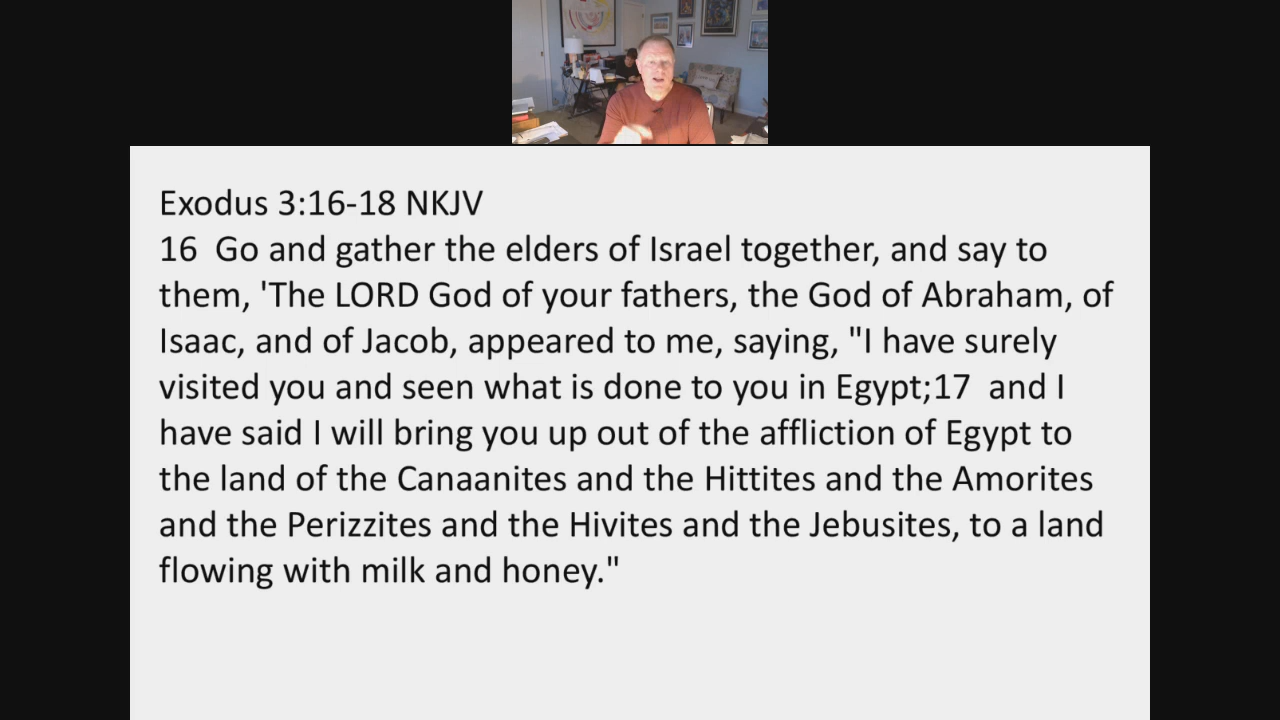 Exodus 3:16-18 NKJV
16  Go and gather the elders of Israel together, and say to
them, 'The LORD God of your fathers, the God of Abraham, of
Isaac, and of Jacob, appeared to me, saying, "I have surely
visited you and seen what is done to you in Egypt;17  and I
have said I will bring you up out of the affliction of Egypt to
the land of the Canaanites and the Hittites and the Amorites
and the Perizzites and the Hivites and the Jebusites, to a land
flowing with milk and honey."